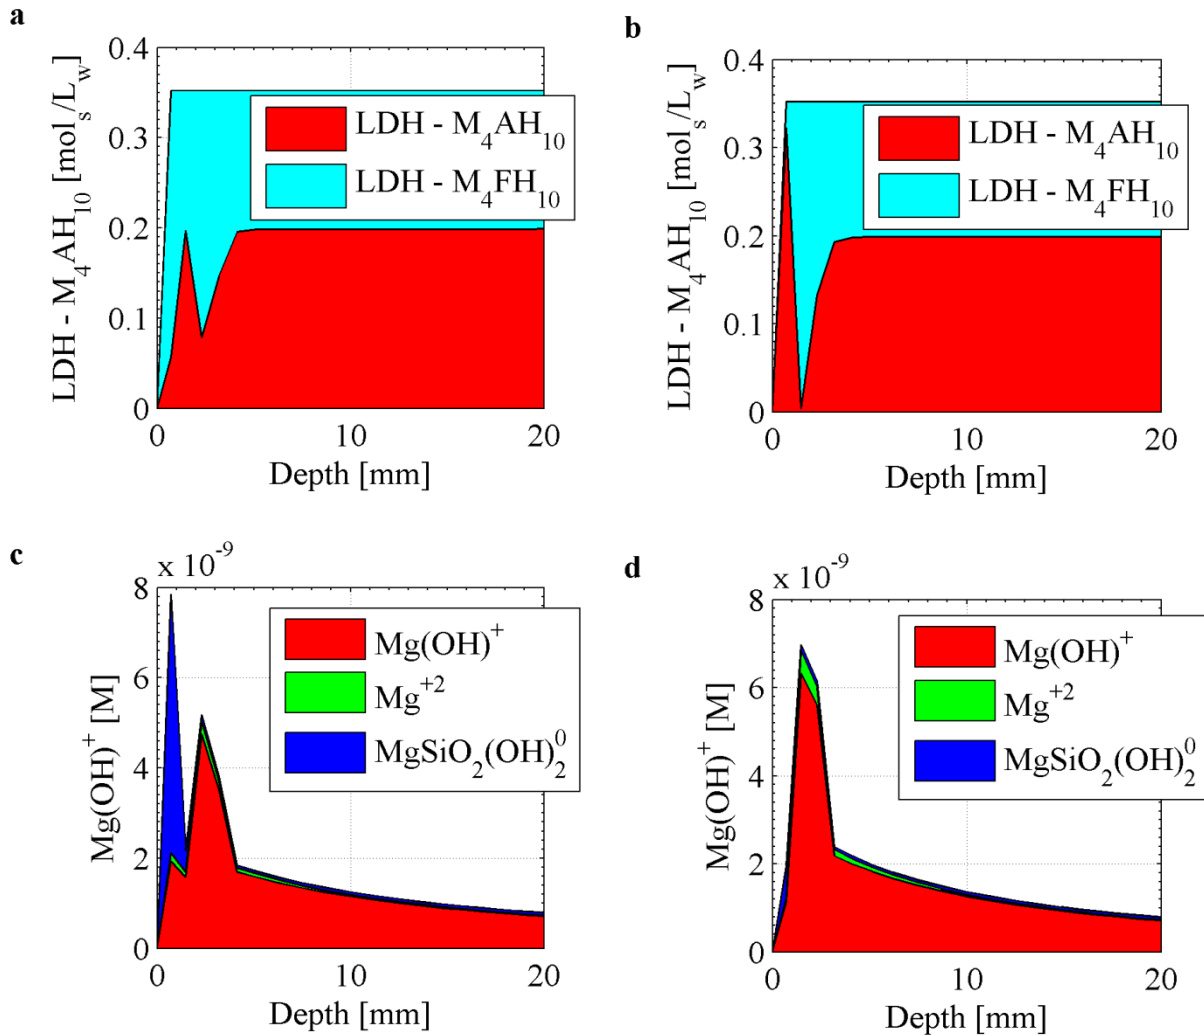 a
0.4
0.3
0.2
0.1
0
0
10
20
LDH - M₄AH₁₀ [molₛ/L_w]
Depth [mm]
LDH - M₄AH₁₀
LDH - M₄FH₁₀
b
0.4
0.3
0.2
0.1
0
0
10
20
LDH - M₄AH₁₀ [molₛ/L_w]
Depth [mm]
LDH - M₄AH₁₀
LDH - M₄FH₁₀
c
x 10⁻⁹
8
6
4
2
0
0
10
20
Mg(OH)⁺ [M]
Depth [mm]
Mg(OH)⁺
Mg⁺²
MgSiO₂(OH)₂⁰
d
x 10⁻⁹
8
6
4
2
0
0
10
20
Mg(OH)⁺ [M]
Depth [mm]
Mg(OH)⁺
Mg⁺²
MgSiO₂(OH)₂⁰